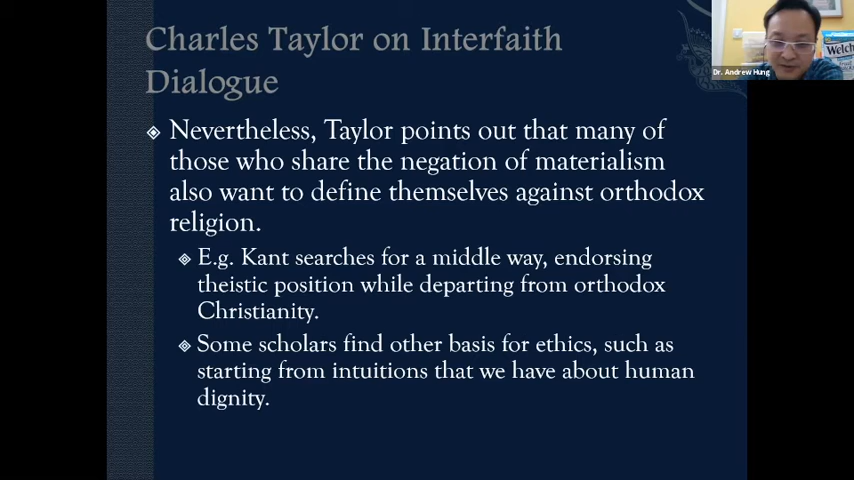 Charles Taylor on Interfaith
Dialogue
Nevertheless, Taylor points out that many of
those who share the negation of materialism
also want to define themselves against orthodox
religion.
E.g. Kant searches for a middle way, endorsing
theistic position while departing from orthodox
Christianity.
Some scholars find other basis for ethics, such as
starting from intuitions that we have about human
dignity.
Dr. Andrew Hung
Welch